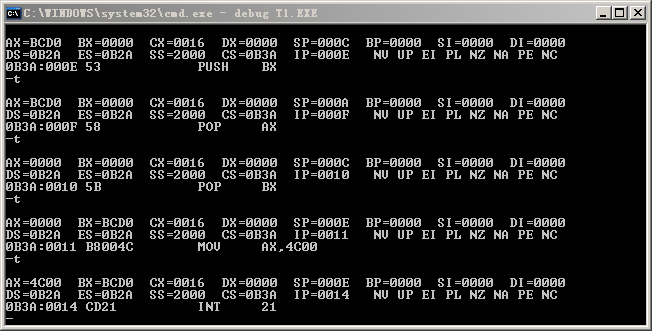 C:\WINDOWS\system32\cmd.exe - debug T1.EXE
AX=BCD0  BX=0000  CX=0016  DX=0000  SP=000C  BP=0000  SI=0000  DI=0000
DS=0B2A  ES=0B2A  SS=2000  CS=0B3A  IP=000E   NV UP EI PL NZ NA PE NC
0B3A:000E 53            PUSH    BX
-t
AX=BCD0  BX=0000  CX=0016  DX=0000  SP=000A  BP=0000  SI=0000  DI=0000
DS=0B2A  ES=0B2A  SS=2000  CS=0B3A  IP=000F   NV UP EI PL NZ NA PE NC
0B3A:000F 58            POP     AX
-t
AX=0000  BX=0000  CX=0016  DX=0000  SP=000C  BP=0000  SI=0000  DI=0000
DS=0B2A  ES=0B2A  SS=2000  CS=0B3A  IP=0010   NV UP EI PL NZ NA PE NC
0B3A:0010 5B            POP     BX
-t
AX=0000  BX=BCD0  CX=0016  DX=0000  SP=000E  BP=0000  SI=0000  DI=0000
DS=0B2A  ES=0B2A  SS=2000  CS=0B3A  IP=0011   NV UP EI PL NZ NA PE NC
0B3A:0011 B8004C        MOV     AX,4C00
-t
AX=4C00  BX=BCD0  CX=0016  DX=0000  SP=000E  BP=0000  SI=0000  DI=0000
DS=0B2A  ES=0B2A  SS=2000  CS=0B3A  IP=0014   NV UP EI PL NZ NA PE NC
0B3A:0014 CD21          INT     21
-